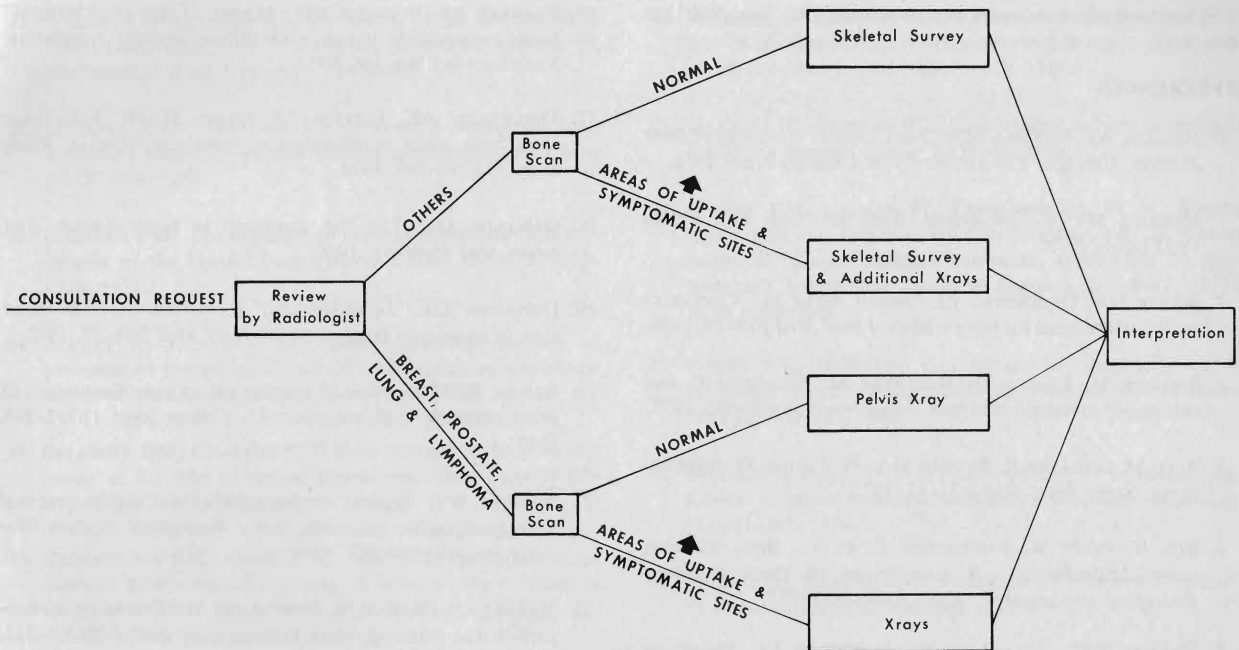 CONSULTATION REQUEST
Review
by Radiologist
OTHERS
BREAST, PROSTATE,
LUNG & LYMPHOMA
Bone
Scan
NORMAL
AREAS OF UPTAKE &
SYMPTOMATIC SITES
Skeletal Survey
Skeletal Survey
& Additional Xrays
Bone
Scan
NORMAL
AREAS OF UPTAKE &
SYMPTOMATIC SITES
Pelvis Xray
Xrays
Interpretation